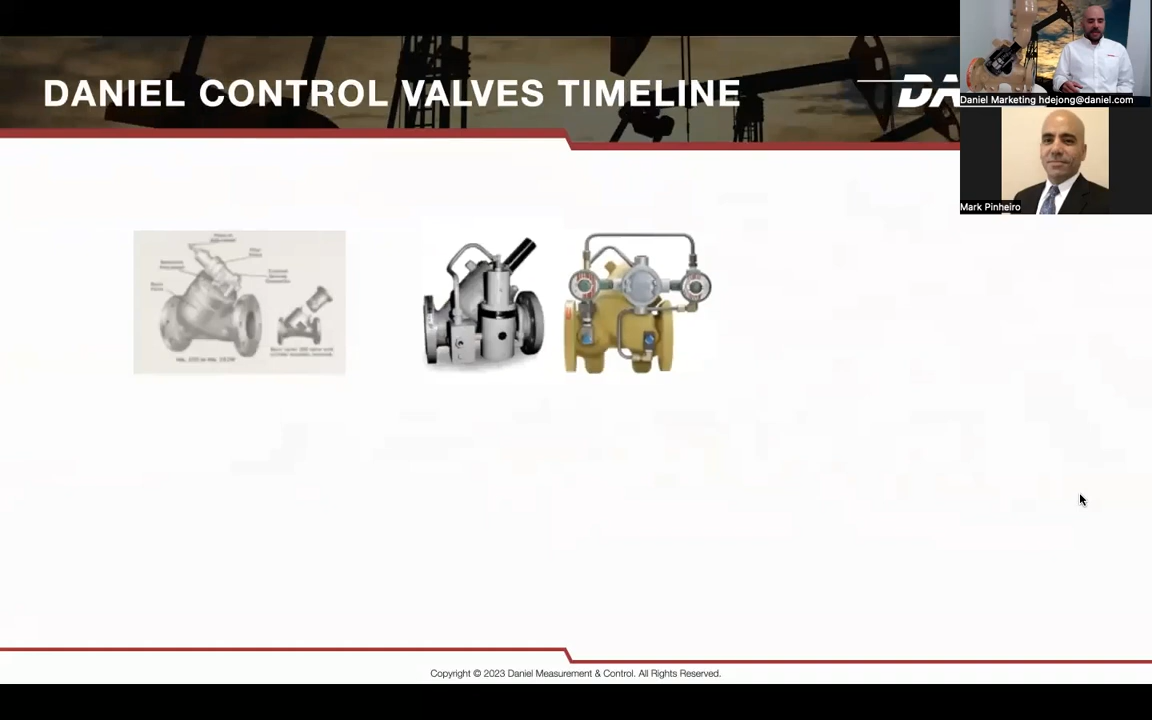 DANIEL CONTROL VALVES TIMELINE
DA
Daniel Marketing hdejong@daniel.com
Mark Pinheiro
Copyright © 2023 Daniel Measurement & Control. All Rights Reserved.